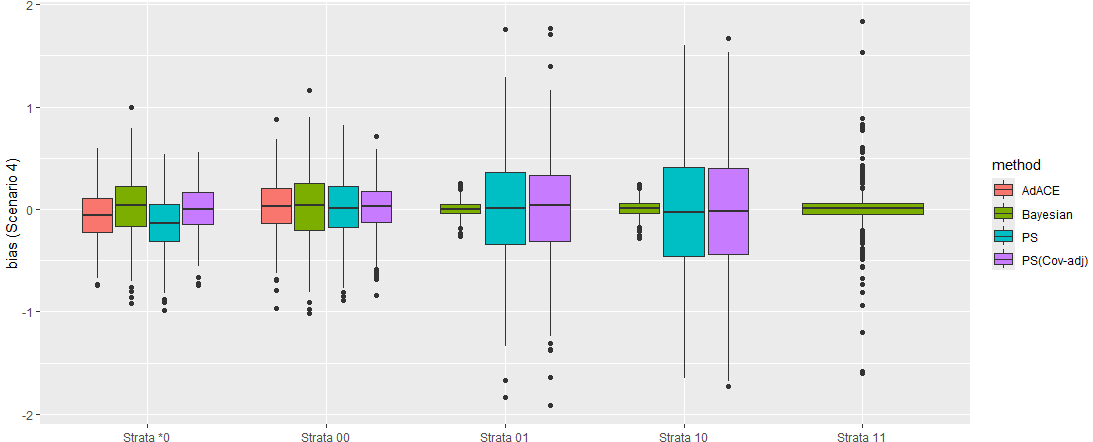 2
1
0
-1
-2
bias (Scenario 4)
Strata *0
Strata 00
Strata 01
Strata 10
Strata 11
method
AdACE
Bayesian
PS
PS(Cov-adj)